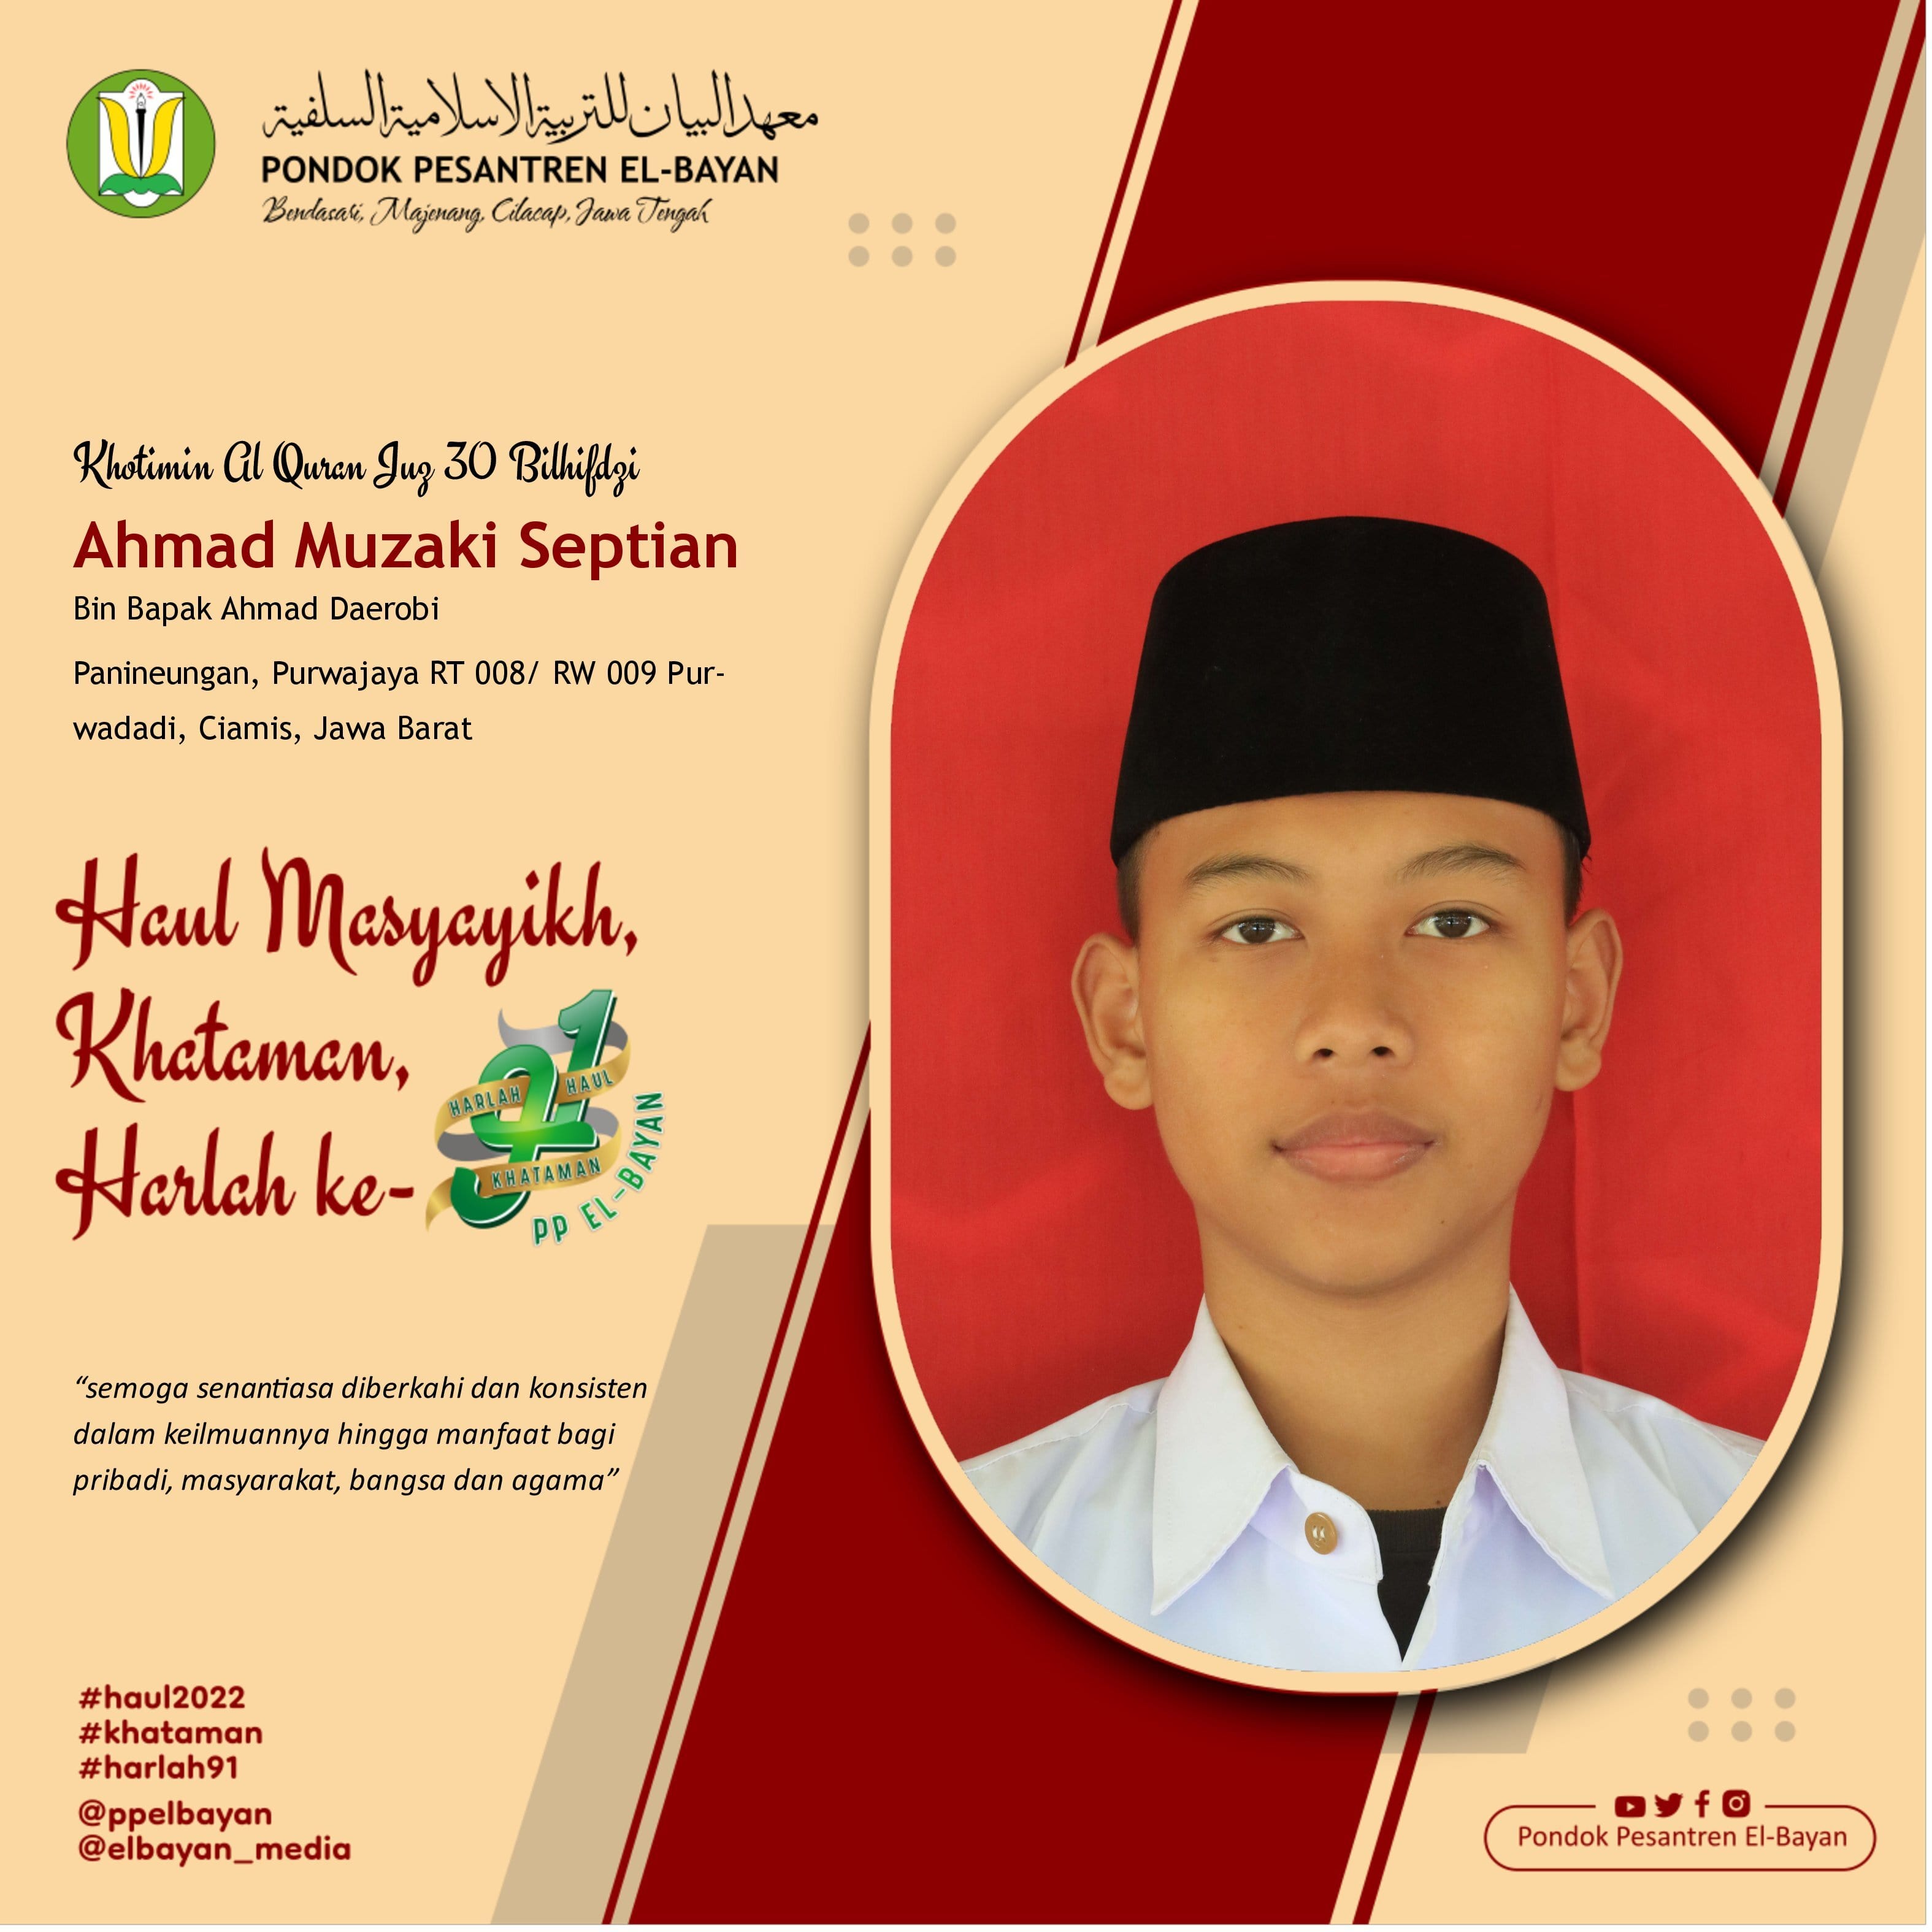 معهد البيان للتربية الاسلامية السلفية
PONDOK PESANTREN EL-BAYAN
Bendasari, Majenang, Cilacap, Jawa Tengah
Khotimin Al Quran Juz 30 Bilhifdzi
Ahmad Muzaki Septian
Bin Bapak Ahmad Daerobi
Panineungan, Purwajaya RT 008/ RW 009 Pur-
wadadi, Ciamis, Jawa Barat
Haul Masyayikh,
Khataman,
Harlah ke-
91
HARLAH HAUL
KHATAMAN
PP EL-BAYAN
“semoga senantiasa diberkahi dan konsisten
dalam keilmuannya hingga manfaat bagi
pribadi, masyarakat, bangsa dan agama”
#haul2022
#khataman
#harlah91
@ppelbayan
@elbayan_media
Pondok Pesantren El-Bayan